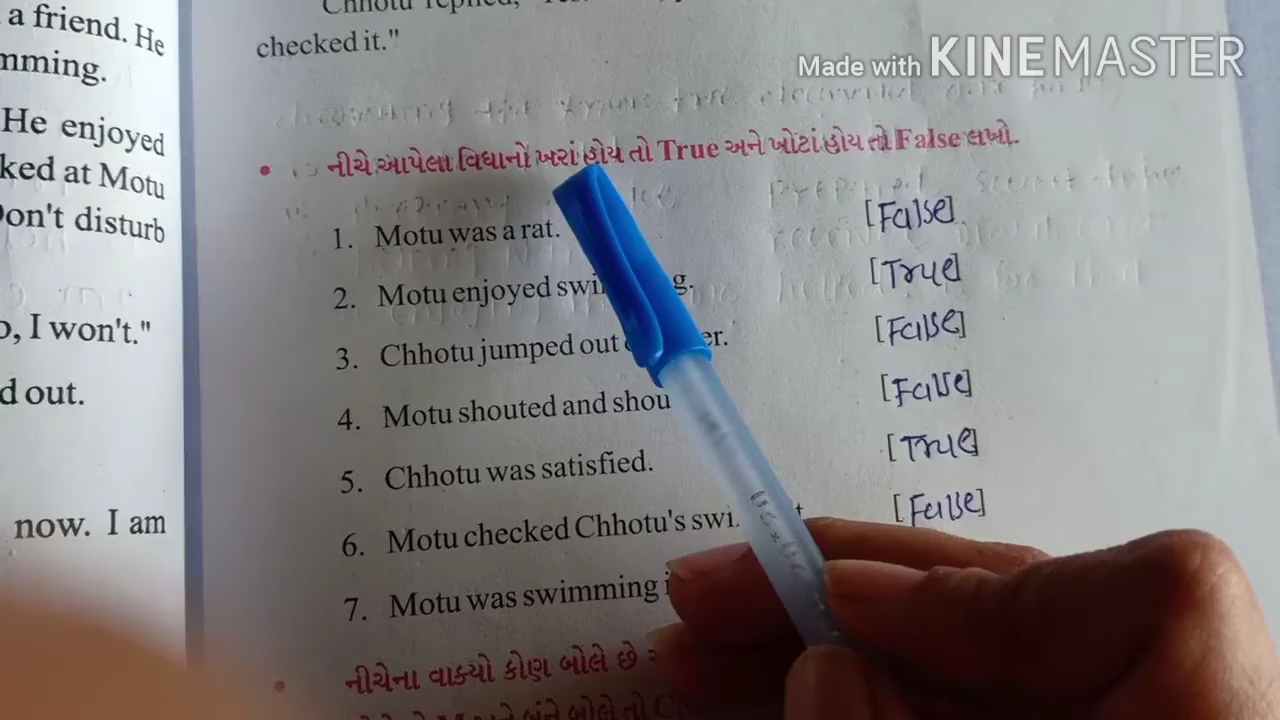 a friend. He
mming.
He enjoyed
ked at Motu
Don't disturb
o, I won't."
d out.
now. I am
Chhotu replied,
checked it."
Made with KINEMASTER
• નીચે આપેલા વિધાનો ખરાં હોય તો True અને ખોટાં હોય તો False લખો.
1. Motu was a rat. [False]
2. Motu enjoyed swi g. [True]
3. Chhotu jumped out er. [False]
4. Motu shouted and shou [False]
5. Chhotu was satisfied. [True]
6. Motu checked Chhotu's swi. t [False]
7. Motu was swimming i
• નીચેના વાક્યો કોણ બોલે છે